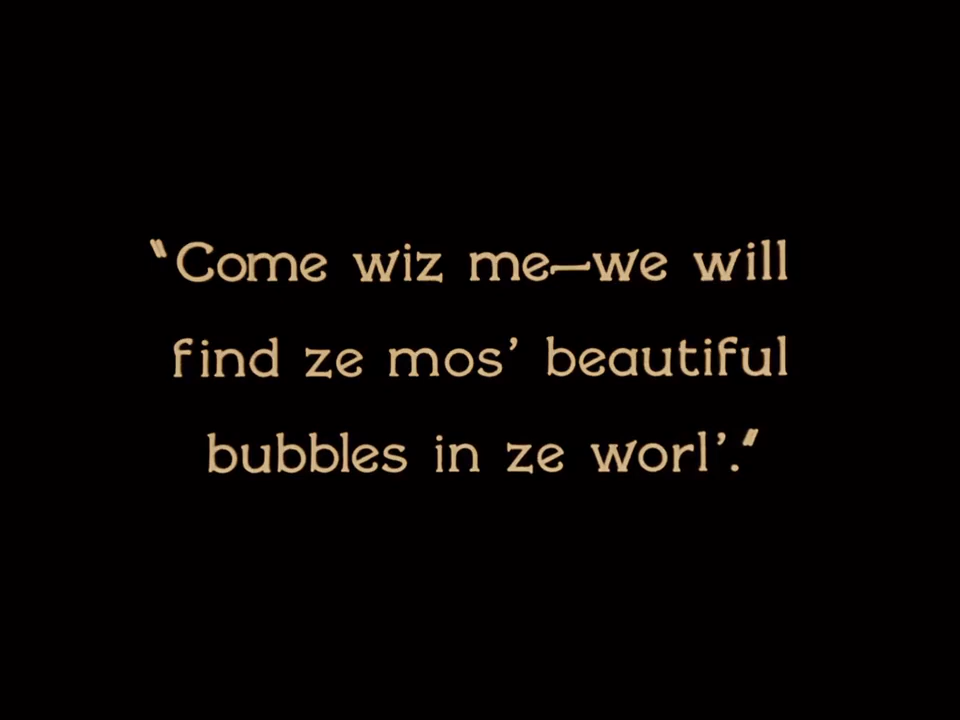 “Come wiz me—we will
find ze mos’ beautiful
bubbles in ze worl’.”